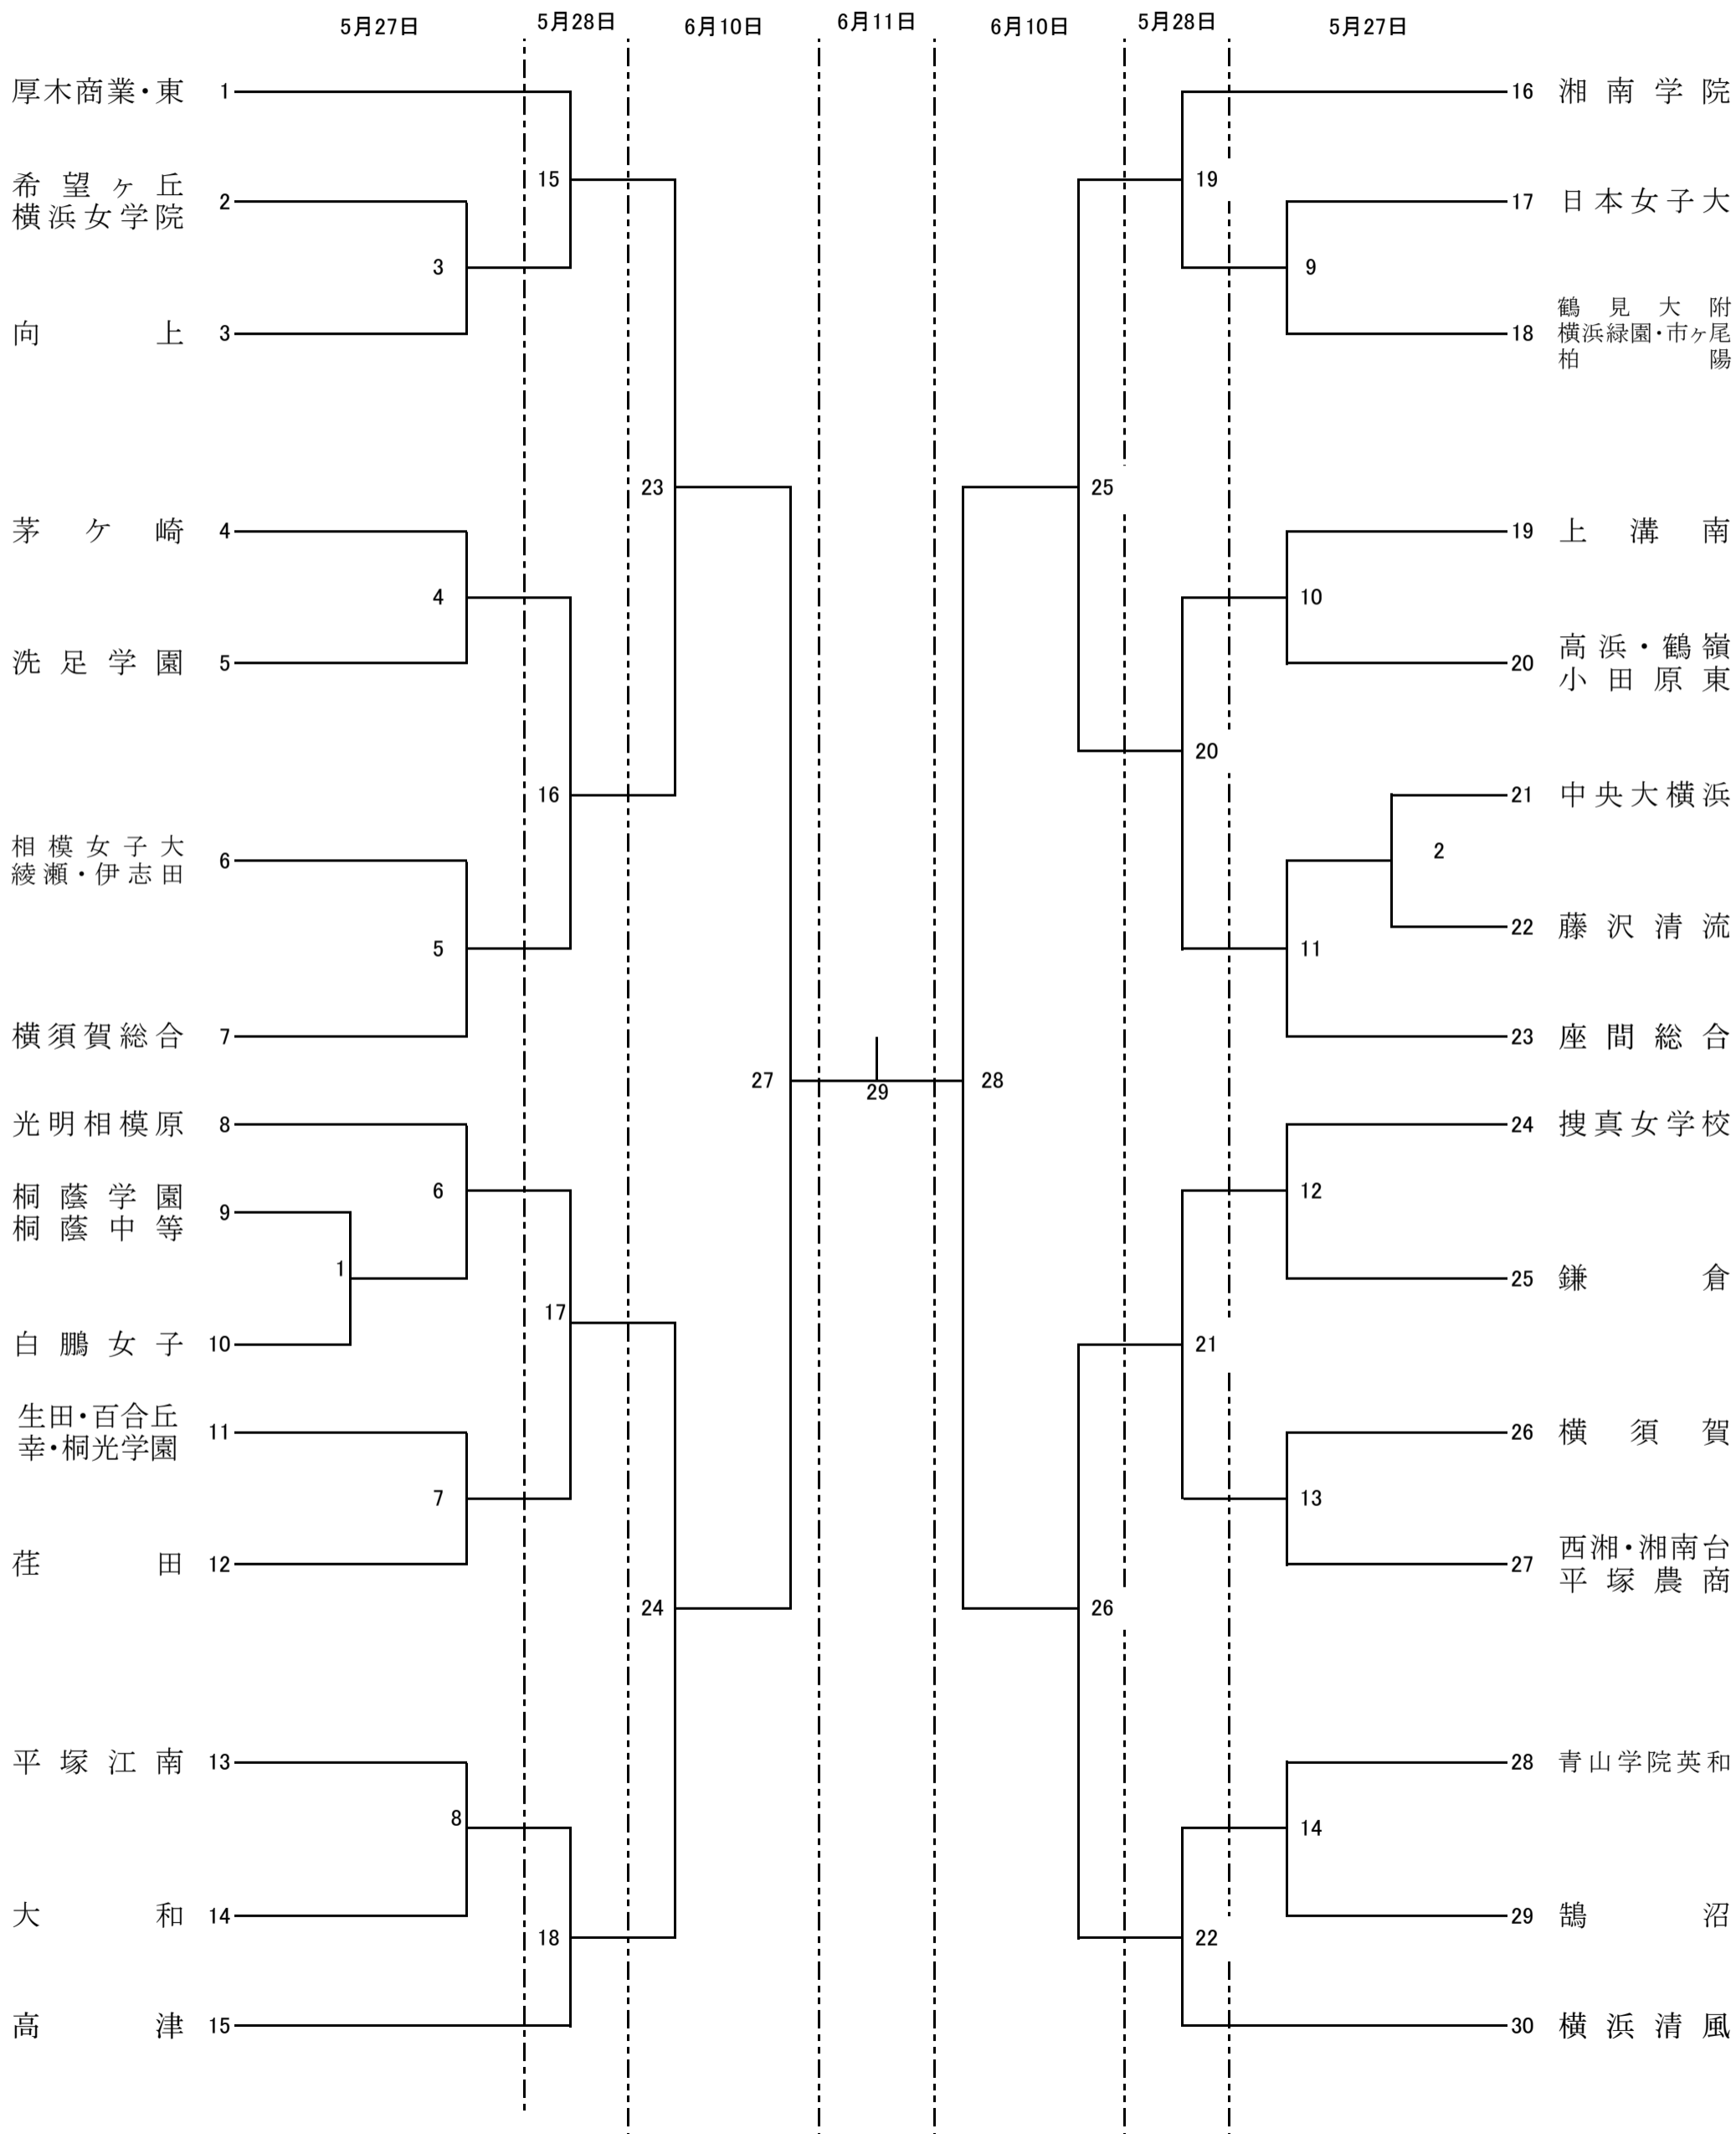 5月27日 5月28日 6月10日 6月11日 6月10日 5月28日 5月27日
厚木商業・東 1
希望ヶ丘
横浜女学院 2
向上 3
茅ケ崎 4
洗足学園 5
相模女子大
綾瀬・伊志田 6
横須賀総合 7
光明相模原 8
桐蔭学園
桐蔭中等 9
白鵬女子 10
生田・百合丘
幸・桐光学園 11
荏田 12
平塚江南 13
大和 14
高津 15
15
3
23
4
16
5
27
6
1
17
7
24
8
18
29
19
9
25
10
20
2
11
28
12
21
13
26
14
22
16 湘南学院
17 日本女子大
鶴見大附
18 横浜緑園・市ヶ尾
柏陽
19 上溝南
20 高浜・鶴嶺
小田原東
21 中央大横浜
22 藤沢清流
23 座間総合
24 捜真女学校
25 鎌倉
26 横須賀
27 西湘・湘南台
平塚農商
28 青山学院英和
29 鵠沼
30 横浜清風